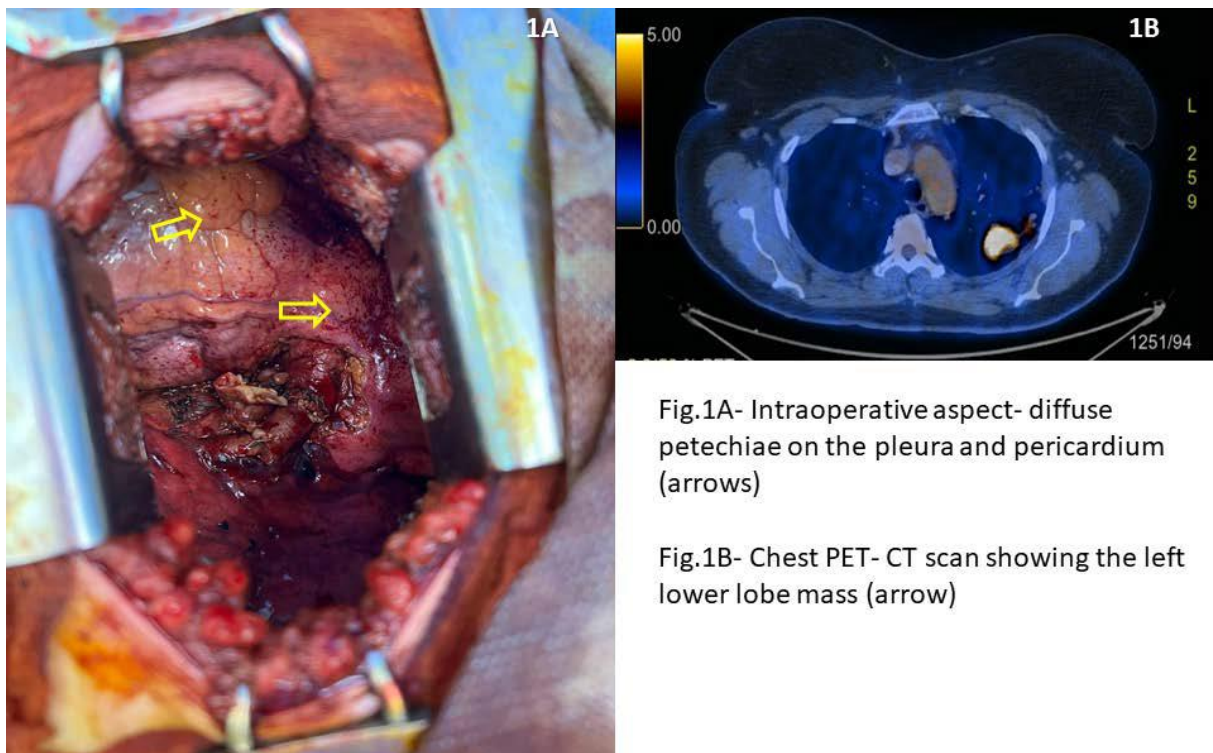 1A
5.00
1B
L
2
5
9
0.00
1251/94
Fig.1A- Intraoperative aspect- diffuse
petechiae on the pleura and pericardium
(arrows)
Fig.1B- Chest PET- CT scan showing the left
lower lobe mass (arrow)